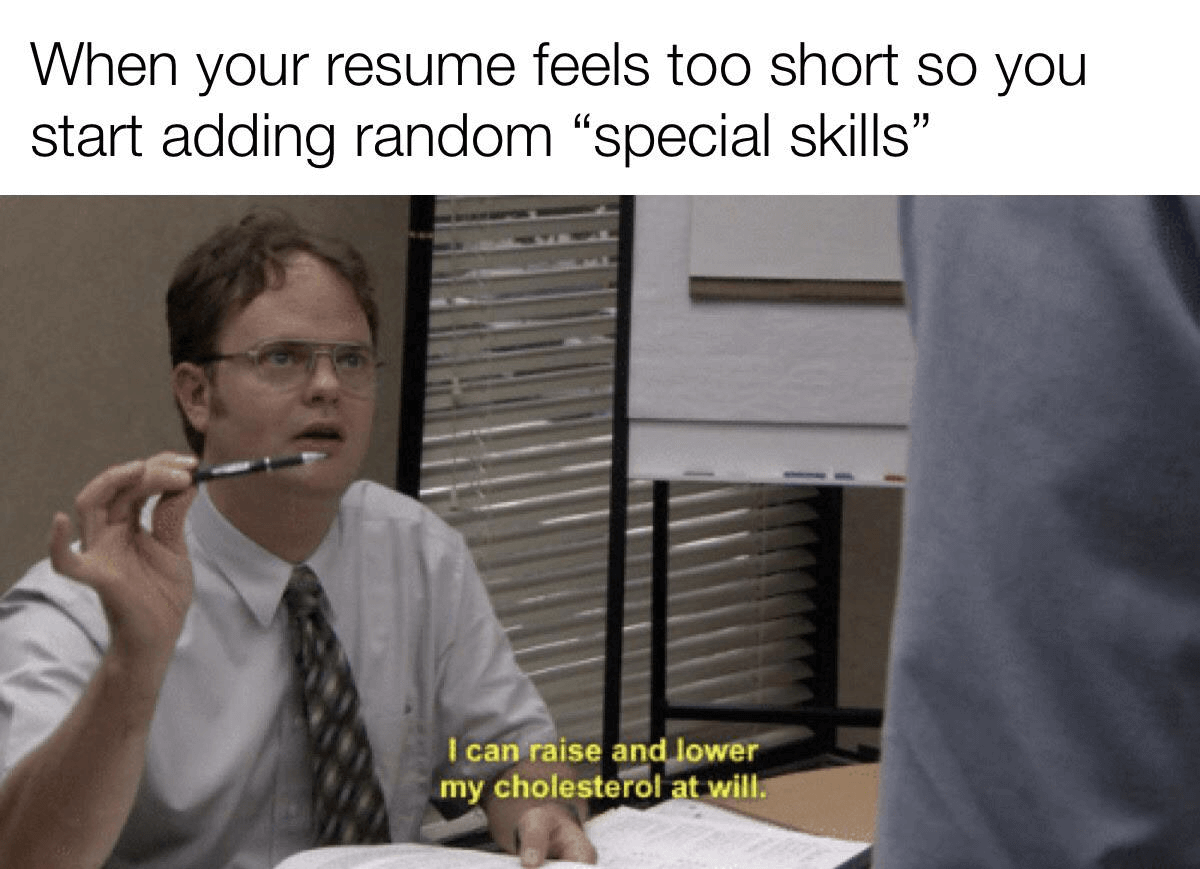 When your resume feels too short so you
start adding random “special skills”
I can raise and lower
my cholesterol at will.